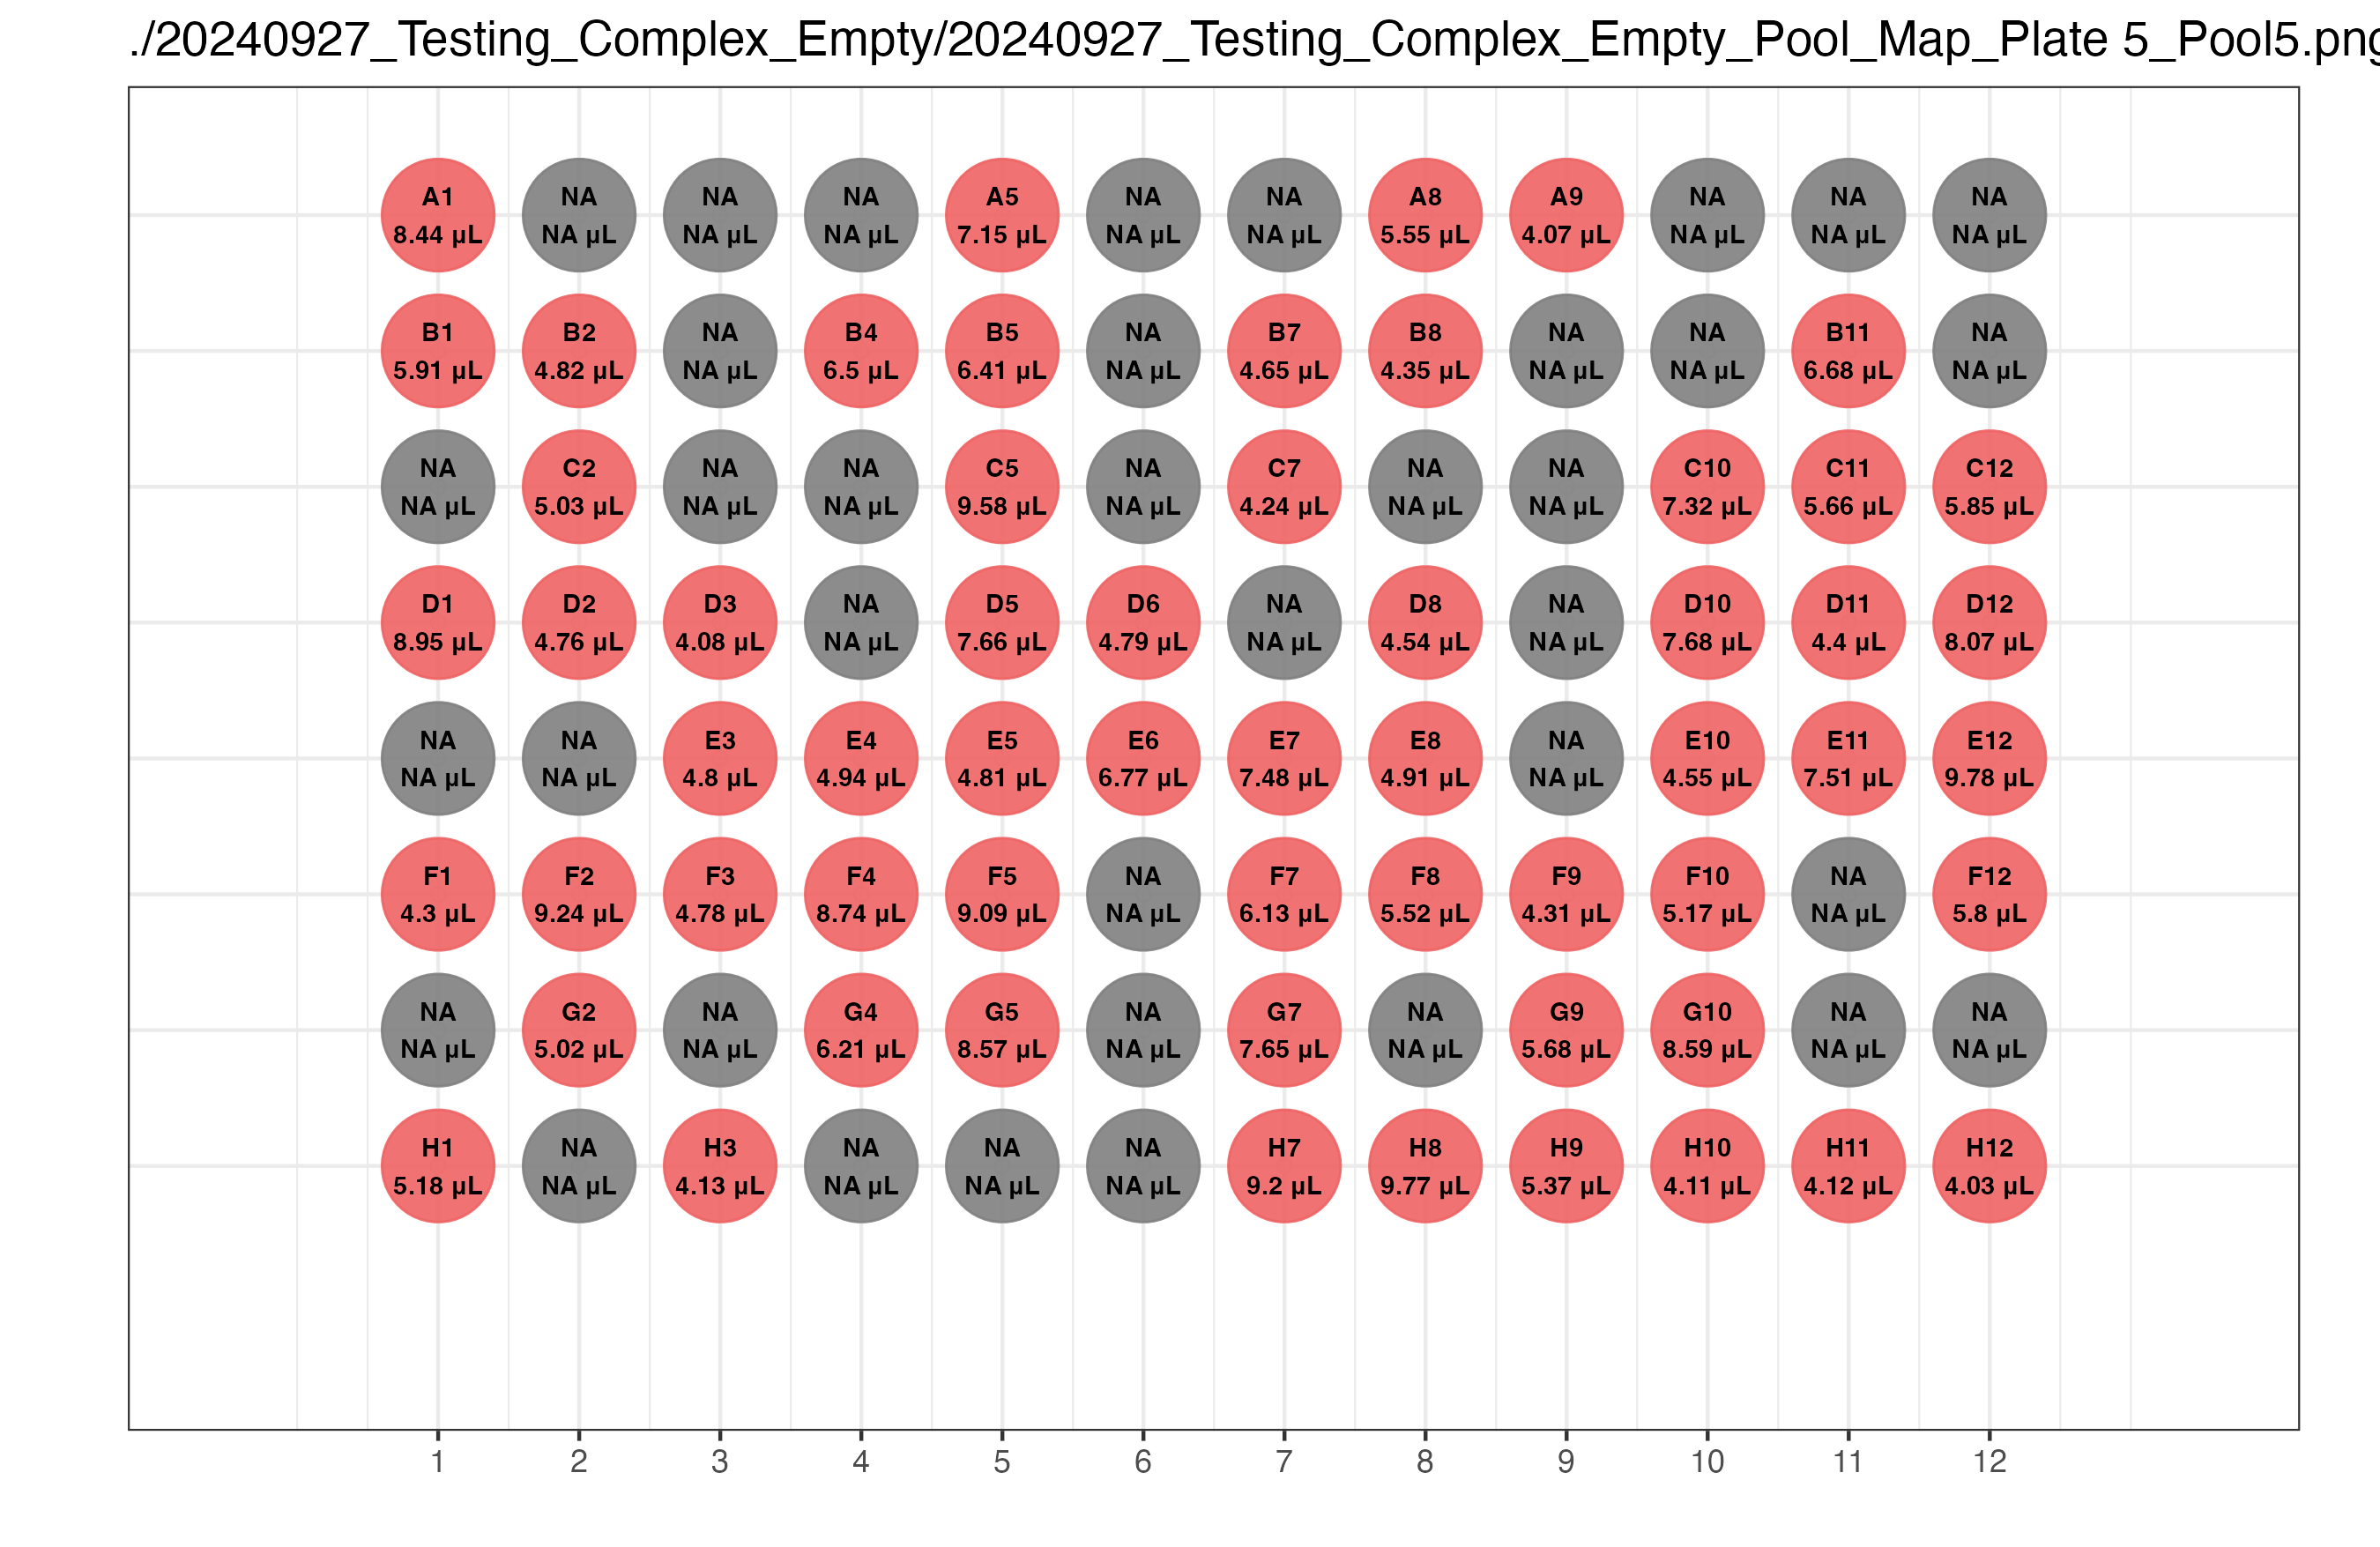 ./20240927_Testing_Complex_Empty/20240927_Testing_Complex_Empty_Pool_Map_Plate 5_Pool5.png
A1 NA NA NA A5 NA NA A8 A9 NA NA NA
8.44 µL NA µL NA µL NA µL 7.15 µL NA µL NA µL 5.55 µL 4.07 µL NA µL NA µL NA µL
B1 B2 NA B4 B5 NA B7 B8 NA NA B11 NA
5.91 µL 4.82 µL NA µL 6.5 µL 6.41 µL NA µL 4.65 µL 4.35 µL NA µL NA µL 6.68 µL NA µL
NA C2 NA NA C5 NA C7 NA NA C10 C11 C12
NA µL 5.03 µL NA µL NA µL 9.58 µL NA µL 4.24 µL NA µL NA µL 7.32 µL 5.66 µL 5.85 µL
D1 D2 D3 NA D5 D6 NA D8 NA D10 D11 D12
8.95 µL 4.76 µL 4.08 µL NA µL 7.66 µL 4.79 µL NA µL 4.54 µL NA µL 7.68 µL 4.4 µL 8.07 µL
NA NA E3 E4 E5 E6 E7 E8 NA E10 E11 E12
NA µL NA µL 4.8 µL 4.94 µL 4.81 µL 6.77 µL 7.48 µL 4.91 µL NA µL 4.55 µL 7.51 µL 9.78 µL
F1 F2 F3 F4 F5 NA F7 F8 F9 F10 NA F12
4.3 µL 9.24 µL 4.78 µL 8.74 µL 9.09 µL NA µL 6.13 µL 5.52 µL 4.31 µL 5.17 µL NA µL 5.8 µL
NA G2 NA G4 G5 NA G7 NA G9 G10 NA NA
NA µL 5.02 µL NA µL 6.21 µL 8.57 µL NA µL 7.65 µL NA µL 5.68 µL 8.59 µL NA µL NA µL
H1 NA H3 NA NA NA H7 H8 H9 H10 H11 H12
5.18 µL NA µL 4.13 µL NA µL NA µL NA µL 9.2 µL 9.77 µL 5.37 µL 4.11 µL 4.12 µL 4.03 µL
1 2 3 4 5 6 7 8 9 10 11 12